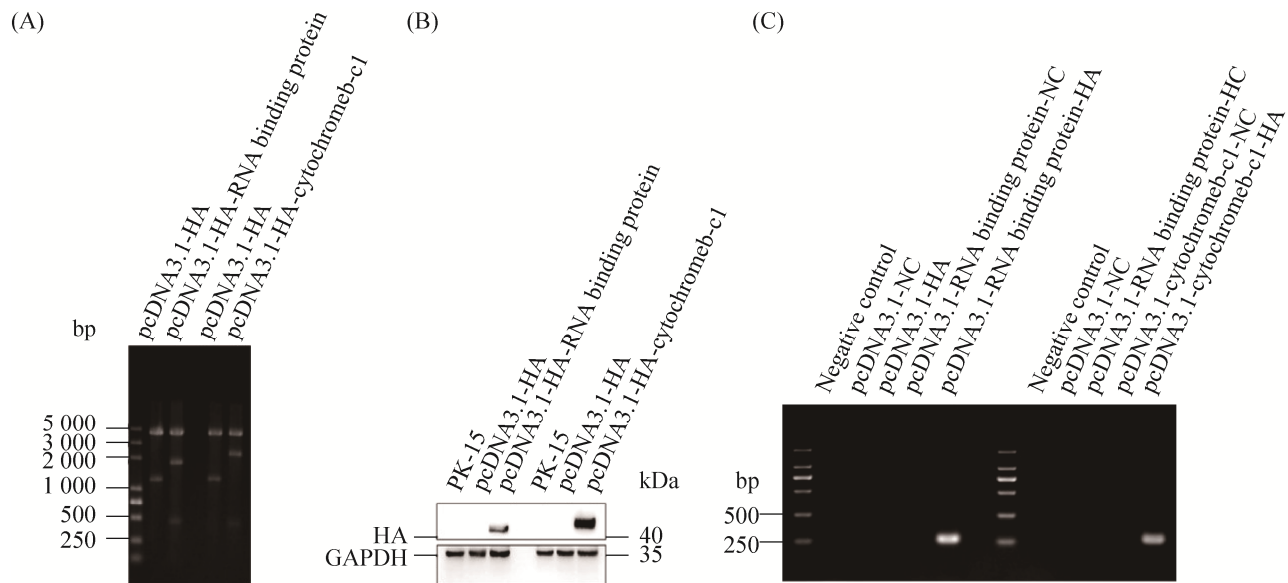 (A)
bp
pcDNA3.1-HA
pcDNA3.1-HA-RNA binding protein
pcDNA3.1-HA
pcDNA3.1-HA-cytochromeb-c1
5 000
3 000
2 000
1 000
500
250
(B)
PK-15
pcDNA3.1-HA
pcDNA3.1-HA-RNA binding protein
PK-15
pcDNA3.1-HA
pcDNA3.1-HA-cytochromeb-c1
kDa
HA
40
GAPDH
35
(C)
Negative control
pcDNA3.1-NC
pcDNA3.1-HA
pcDNA3.1-RNA binding protein-NC
pcDNA3.1-RNA binding protein-HA
Negative control
pcDNA3.1-NC
pcDNA3.1-RNA binding protein-HC
pcDNA3.1-cytochromeb-c1-NC
pcDNA3.1-cytochromeb-c1-HA
bp
500
250